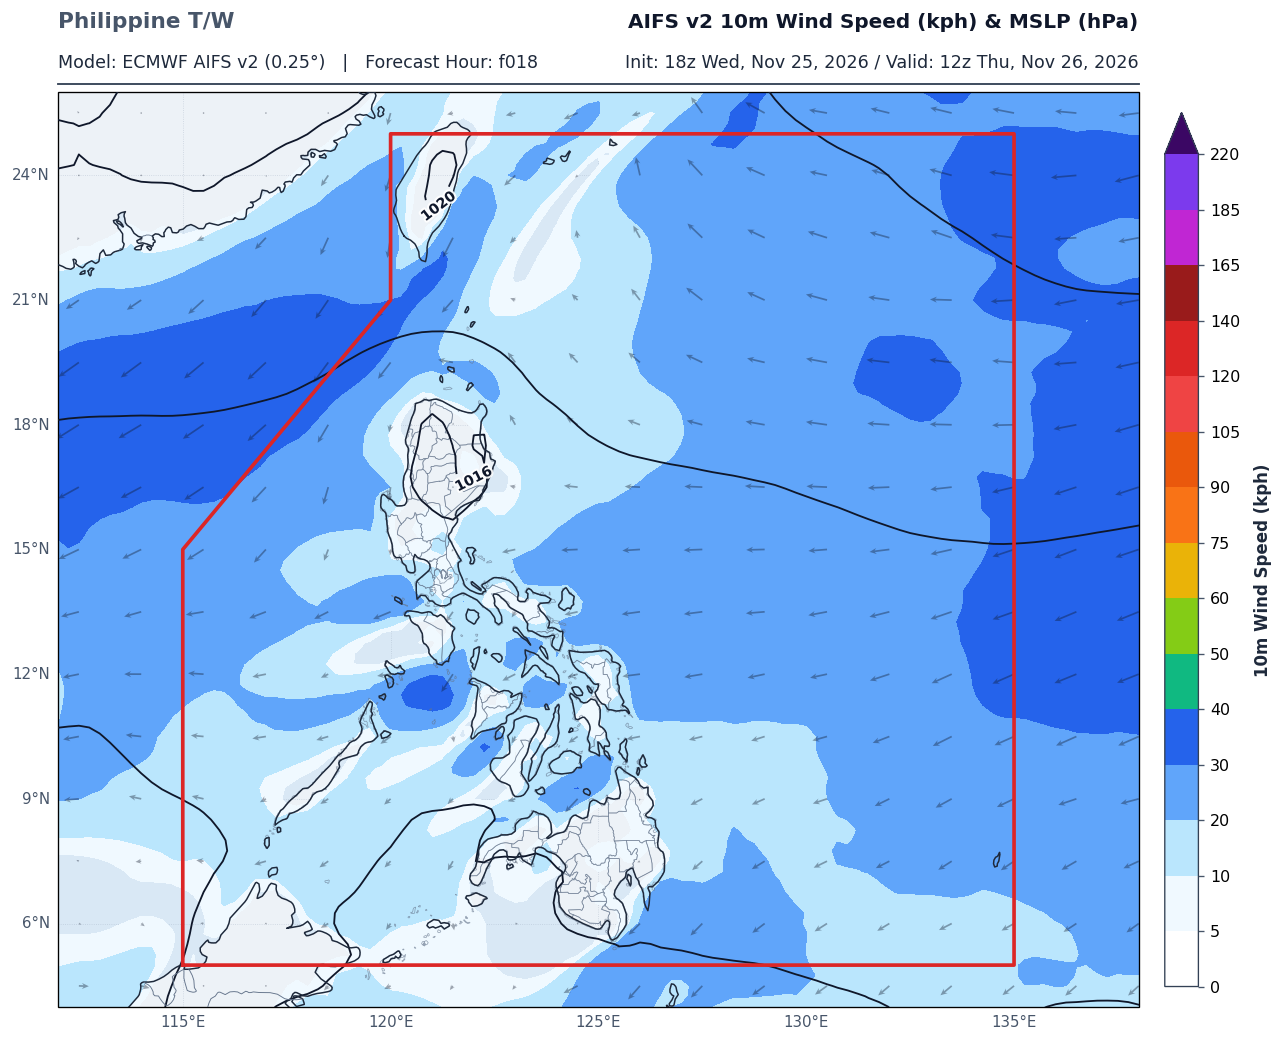 Philippine T/W
AIFS v2 10m Wind Speed (kph) & MSLP (hPa)
Model: ECMWF AIFS v2 (0.25°) | Forecast Hour: f018
Init: 18z Wed, Nov 25, 2026 / Valid: 12z Thu, Nov 26, 2026
24°N
21°N
18°N
15°N
12°N
9°N
6°N
1020
1016
115°E
120°E
125°E
130°E
135°E
220
185
165
140
120
105
90
75
60
50
40
30
20
10
5
0
10m Wind Speed (kph)